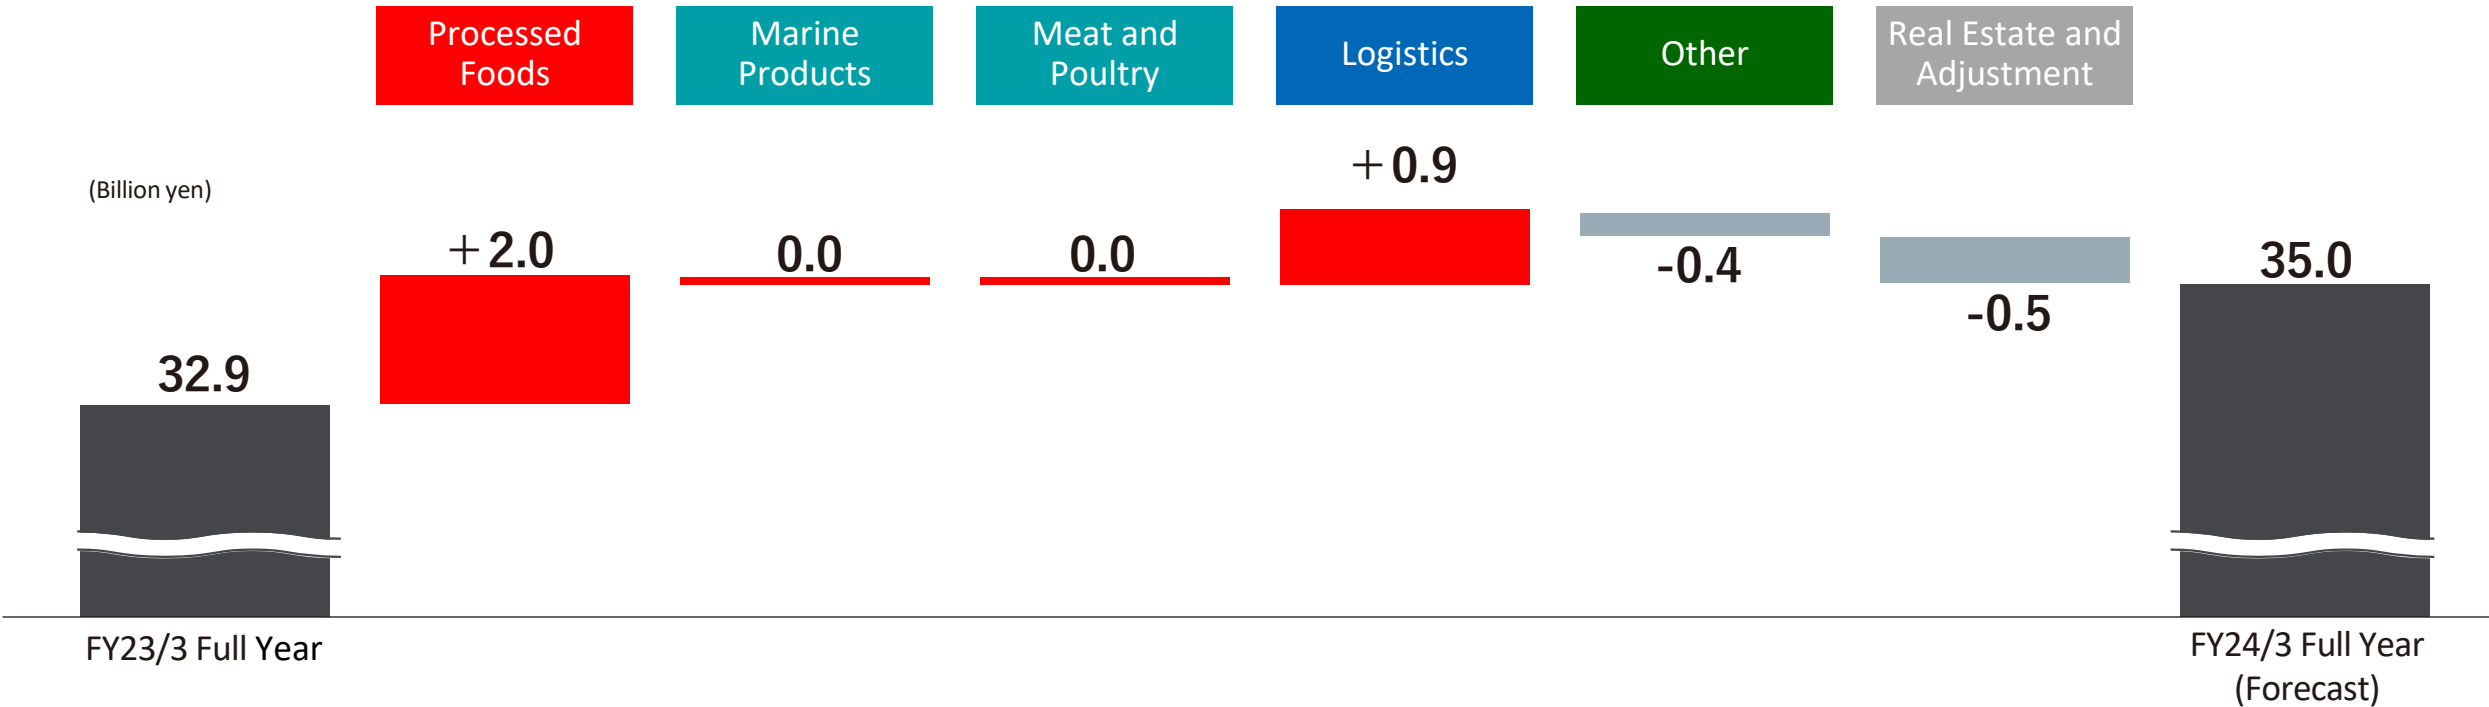 Processed
Foods
Marine
Products
Meat and
Poultry
Logistics
Other
Real Estate and
Adjustment
(Billion yen)
32.9
+2.0
0.0
0.0
+0.9
-0.4
-0.5
35.0
FY23/3 Full Year
FY24/3 Full Year
(Forecast)